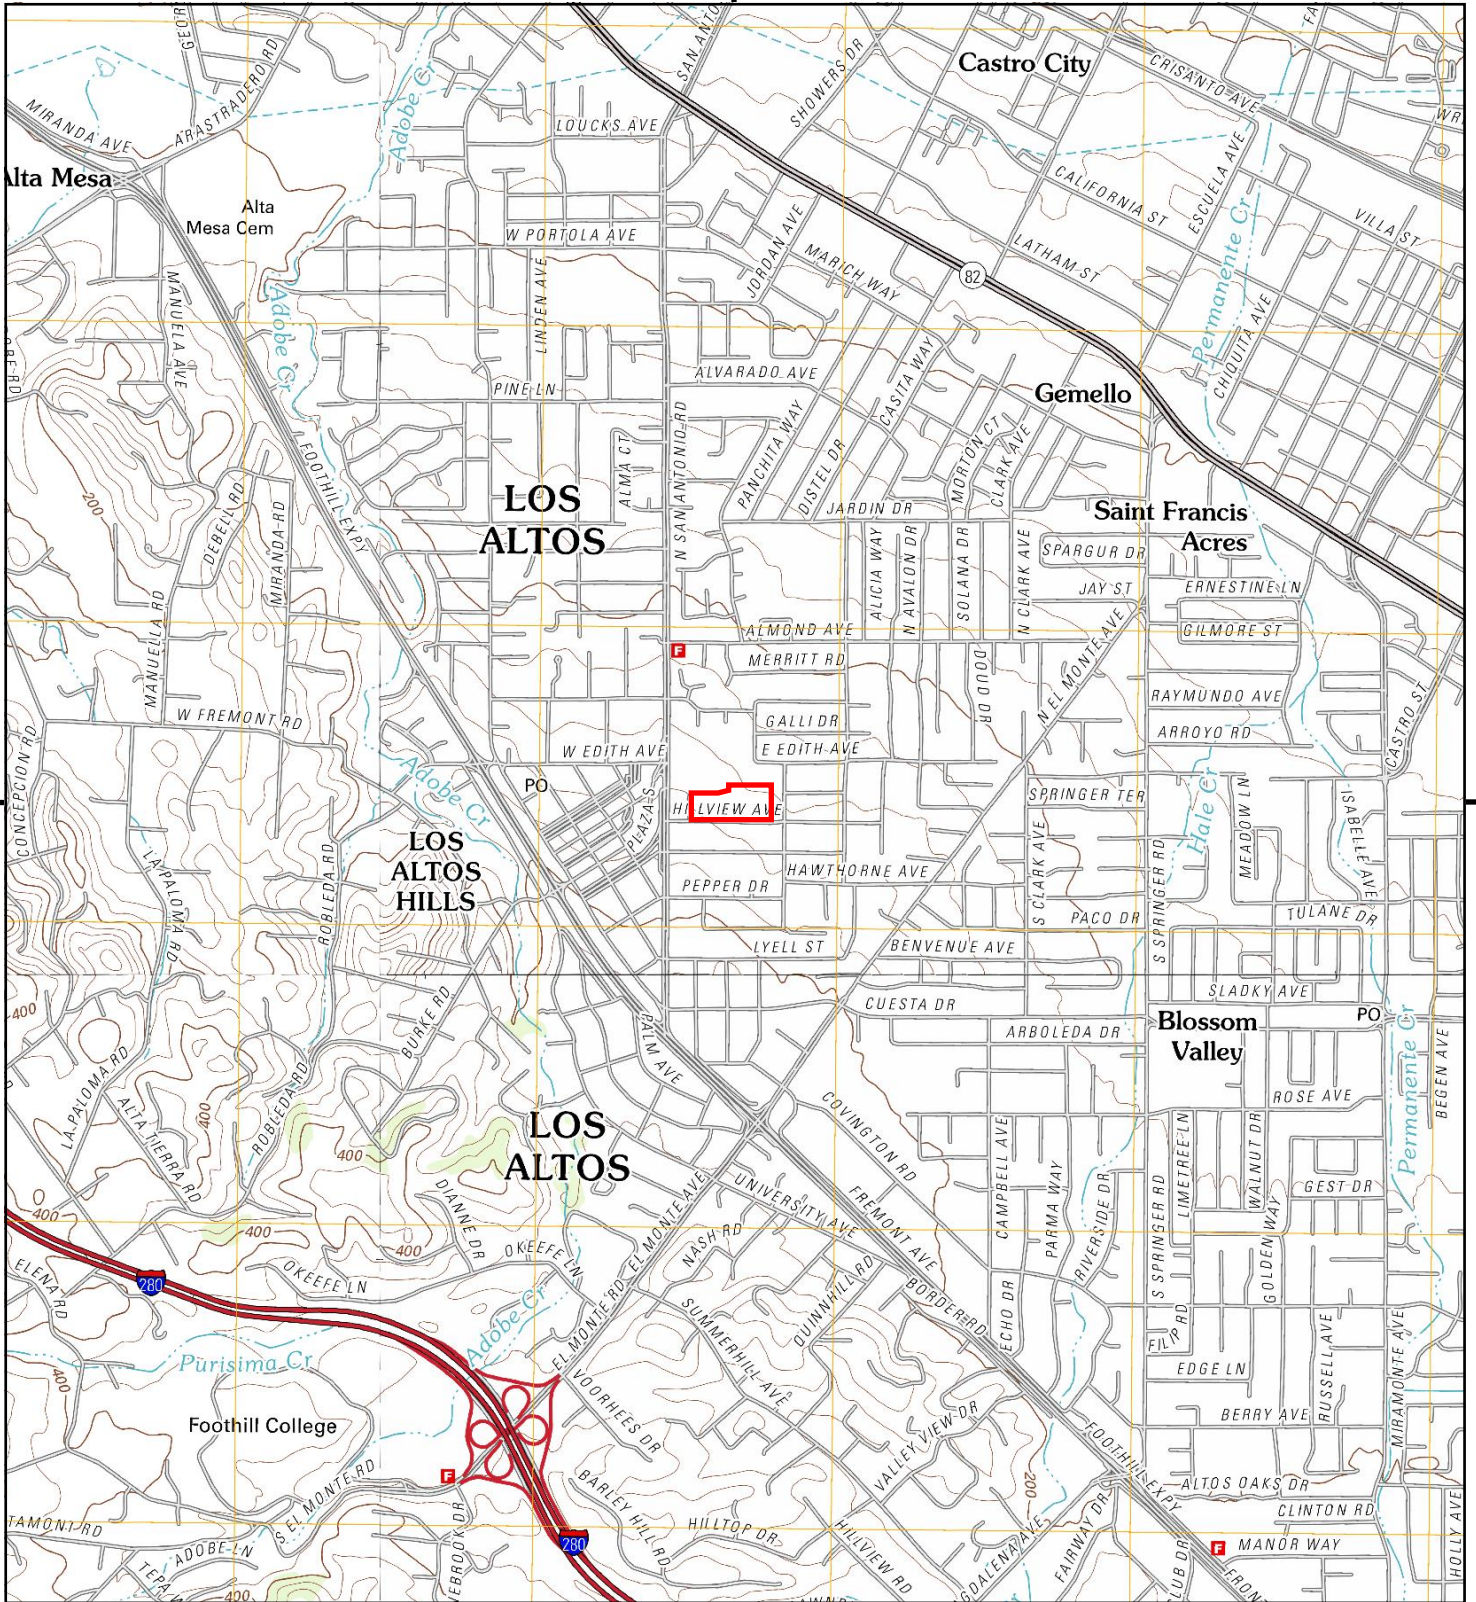 Castro City
CRISANTO AVE
SHOWERS DR
ARASTRADERO RD
Adobe Cr
MIRANDA AVE
LOUCKS AVE
ESCUELA AVE
CALIFORNIA ST
Alta Mesa
Alta
Mesa Cem
VILLA ST
W PORTOLA AVE
JORDAN AVE
MARICH WAY
LATHAM ST
82
Permanente Cr
MANUELA AVE
Adobe Cr
LINDEN AVE
CHIQUITA AVE
ALVARADO AVE
CASITA WAY
PINE LN
Gemello
N SAN ANTONIO RD
ALMA CT
PANCHITA WAY
DISTEL DR
MORTON CT
CLARK AVE
FOOTHILL EXPY
200
LOS
ALTOS
JARDIN DR
Saint Francis
Acres
DEBELL RD
MIRANDA RD
ALICIA WAY
N AVALON DR
SOLANA DR
N CLARK AVE
SPARGUR DR
JAY ST
ERNESTINE LN
MANUELLA RD
ALMOND AVE
GILMORE ST
F
MERRITT RD
DOUD DR
N EL MONTE AVE
RAYMUNDO AVE
W FREMONT RD
GALLI DR
ARROYO RD
CASTRO ST
CONCEPCION RD
W EDITH AVE
E EDITH AVE
Adobe Cr
PO
HILLVIEW AVE
SPRINGER TER
Hale Cr
MEADOW LN
ISABELLE AVE
PLAZA S
LOS
ALTOS
HILLS
LA PALOMA RD
ROBLEDA RD
HAWTHORNE AVE
PEPPER DR
S CLARK AVE
S SPRINGER RD
PACO DR
TULANE DR
LYELL ST
BENVENUE AVE
SLADKY AVE
400
CUESTA DR
BURKE RD
ARBOLEDA DR
Blossom
Valley
PO
Permanente Cr
BEGEN AVE
PALM AVE
LA PALOMA RD
ALTA TIERRA RD
400
ROBLEDA RD
400
ROSE AVE
COVINGTON RD
LOS
ALTOS
CAMPBELL AVE
PARMA WAY
RIVERSIDE DR
S SPRINGER RD
LIMETREE LN
WALNUT DR
GEST DR
400
400
400
DIANNE DR
UNIVERSITY AVE
FREMONT AVE
GOLDEN WAY
280
ELENA RD
OKEEFE LN
OKEEFE LN
NASH RD
EL MONTE AVE
QUINNHILL RD
BORDER RD
ECHO DR
Adobe Cr
EL MONTE RD
SUMMERHILL AVE
FILIP RD
EDGE LN
RUSSELL AVE
MIRAMONTE AVE
Purisima Cr
400
VOORHEES DR
BERRY AVE
Foothill College
VALLEY VIEW DR
FOOTHILL EXPY
F
S EL MONTE RD
BARLEY HILL RD
HILLTOP DR
HILLVIEW RD
200
ALTOS OAKS DR
CLINTON RD
HOLLY AVE
280
ADOBE LN
FAIRWAY DR
F
MANOR WAY
400